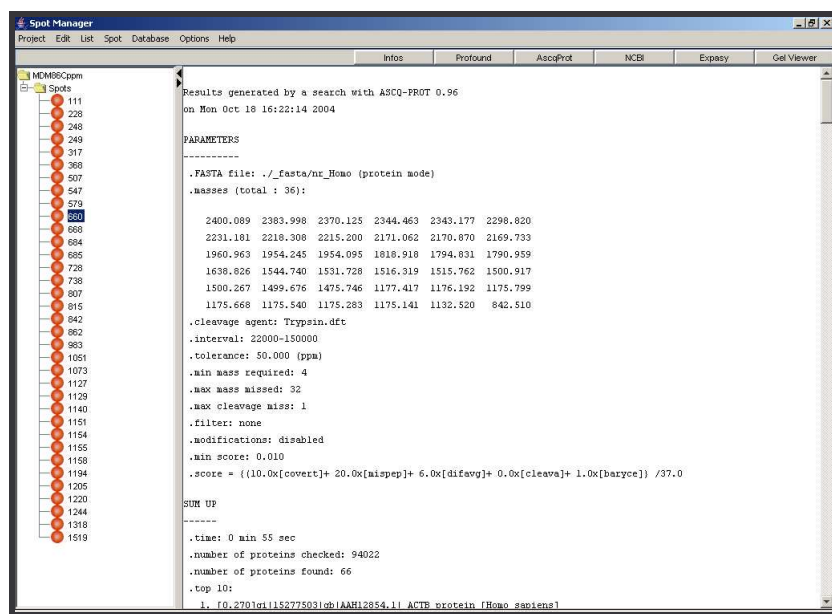 Spot Manager
Project Edit List Spot Database Options Help
Infos Profound AscqProt NCBI Expasy Gel Viewer
MDM86Cppm
Spots
111
228
248
249
317
368
507
547
579
660
668
684
685
728
738
807
815
842
862
983
1051
1073
1127
1129
1140
1151
1154
1155
1158
1194
1205
1220
1244
1318
1519
Results generated by a search with ASCQ-PROT 0.96
on Mon Oct 18 16:22:14 2004
PARAMETERS
----------
.FASTA file: ./_fasta/nr_Homo (protein mode)
.masses (total : 36):
2400.089 2383.998 2370.125 2344.463 2343.177 2298.820
2231.181 2218.308 2215.200 2171.062 2170.870 2169.733
1960.963 1954.245 1954.095 1818.918 1794.831 1790.959
1638.826 1544.740 1531.728 1516.319 1515.762 1500.917
1500.267 1499.676 1475.746 1177.417 1176.192 1175.799
1175.668 1175.540 1175.283 1175.141 1132.520 842.510
.cleavage agent: Trypsin.dft
.interval: 22000-150000
.tolerance: 50.000 (ppm)
.min mass required: 4
.max mass missed: 32
.max cleavage miss: 1
.filter: none
.modifications: disabled
.min score: 0.010
.score = {(10.0x[covert]+ 20.0x[mispep]+ 6.0x[difavg]+ 0.0x[cleava]+ 1.0x[baryce]) /37.0
SUM UP
------
.time: 0 min 55 sec
.number of proteins checked: 94022
.number of proteins found: 66
.top 10:
1. [0.270]gi|15277503|gb|AAH12854.1| ACTB protein [Homo sapiens]